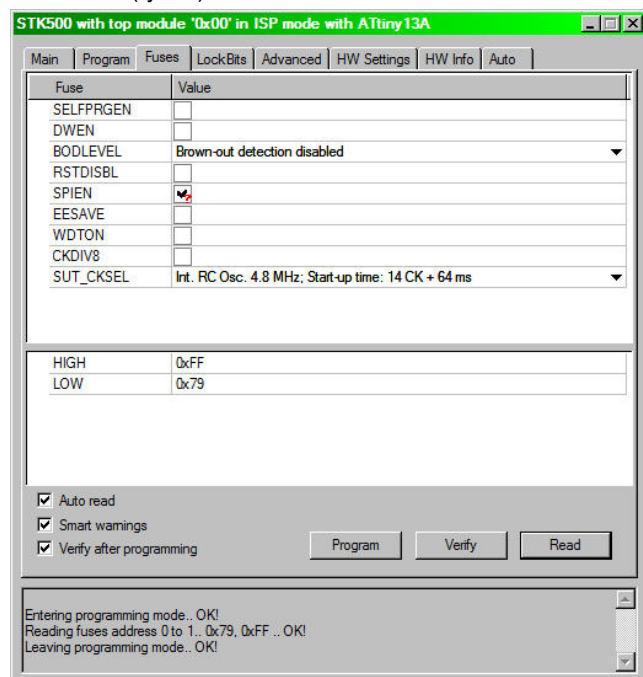 STK500 with top module '0x00' in ISP mode with ATtiny13A
Main Program Fuses LockBits Advanced HW Settings HW Info Auto
Fuse Value
SELFPRGEN
DWEN
BODLEVEL Brown-out detection disabled
RSTDISBL
SPIEN
EESAVE
WDTON
CKDIV8
SUT_CKSEL Int. RC Osc. 4.8 MHz; Start-up time: 14 CK + 64 ms
HIGH 0xFF
LOW 0x79
Auto read
Smart warnings
Verify after programming Program Verify Read
Entering programming mode.. OK!
Reading fuses address 0 to 1.. 0x79, 0xFF .. OK!
Leaving programming mode.. OK!